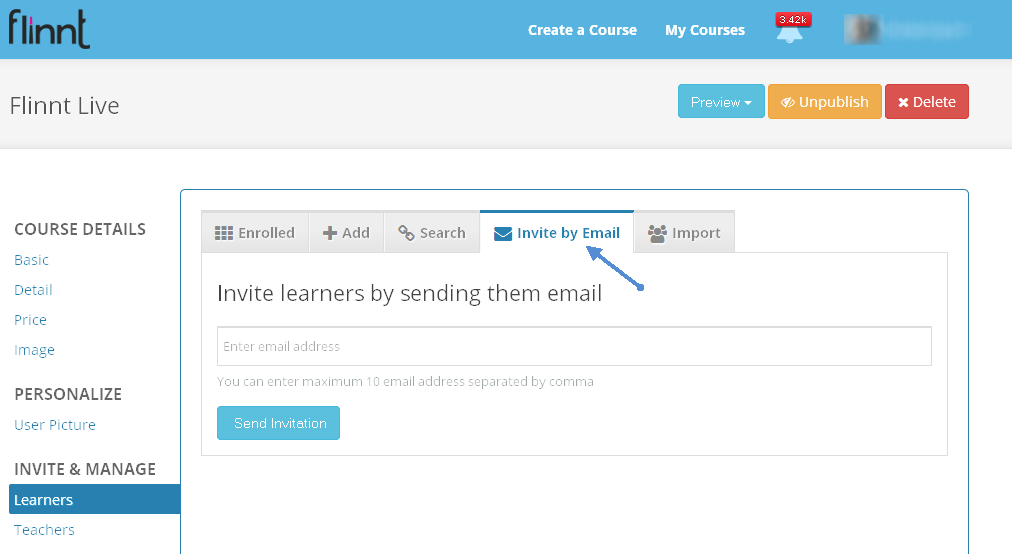 flinnt
Create a Course My Courses 3.42k
Flinnt Live Preview Unpublish Delete
COURSE DETAILS
Basic
Detail
Price
Image
PERSONALIZE
User Picture
INVITE & MANAGE
Learners
Teachers
Enrolled Add Search Invite by Email Import
Invite learners by sending them email
Enter email address
You can enter maximum 10 email address separated by comma
Send Invitation